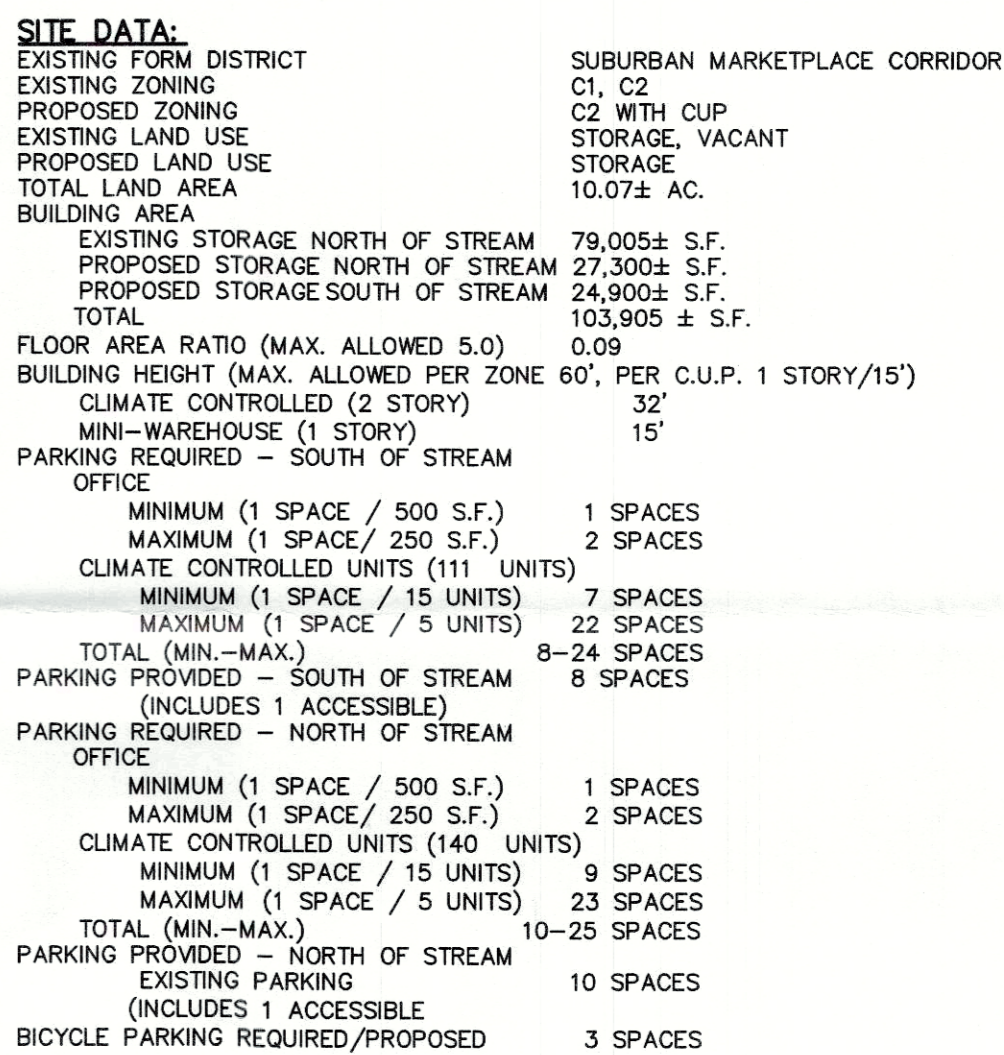 SITE DATA:
EXISTING FORM DISTRICT SUBURBAN MARKETPLACE CORRIDOR
EXISTING ZONING C1, C2
PROPOSED ZONING C2 WITH CUP
EXISTING LAND USE STORAGE, VACANT
PROPOSED LAND USE STORAGE
TOTAL LAND AREA 10.07± AC.
BUILDING AREA
EXISTING STORAGE NORTH OF STREAM 79,005± S.F.
PROPOSED STORAGE NORTH OF STREAM 27,300± S.F.
PROPOSED STORAGE SOUTH OF STREAM 24,900± S.F.
TOTAL 103,905 ± S.F.
FLOOR AREA RATIO (MAX. ALLOWED 5.0) 0.09
BUILDING HEIGHT (MAX. ALLOWED PER ZONE 60', PER C.U.P. 1 STORY/15')
CLIMATE CONTROLLED (2 STORY) 32'
MINI-WAREHOUSE (1 STORY) 15'
PARKING REQUIRED – SOUTH OF STREAM
OFFICE
MINIMUM (1 SPACE / 500 S.F.) 1 SPACES
MAXIMUM (1 SPACE/ 250 S.F.) 2 SPACES
CLIMATE CONTROLLED UNITS (111 UNITS)
MINIMUM (1 SPACE / 15 UNITS) 7 SPACES
MAXIMUM (1 SPACE / 5 UNITS) 22 SPACES
TOTAL (MIN.–MAX.) 8–24 SPACES
PARKING PROVIDED – SOUTH OF STREAM 8 SPACES
(INCLUDES 1 ACCESSIBLE)
PARKING REQUIRED – NORTH OF STREAM
OFFICE
MINIMUM (1 SPACE / 500 S.F.) 1 SPACES
MAXIMUM (1 SPACE/ 250 S.F.) 2 SPACES
CLIMATE CONTROLLED UNITS (140 UNITS)
MINIMUM (1 SPACE / 15 UNITS) 9 SPACES
MAXIMUM (1 SPACE / 5 UNITS) 23 SPACES
TOTAL (MIN.–MAX.) 10–25 SPACES
PARKING PROVIDED – NORTH OF STREAM
EXISTING PARKING 10 SPACES
(INCLUDES 1 ACCESSIBLE
BICYCLE PARKING REQUIRED/PROPOSED 3 SPACES